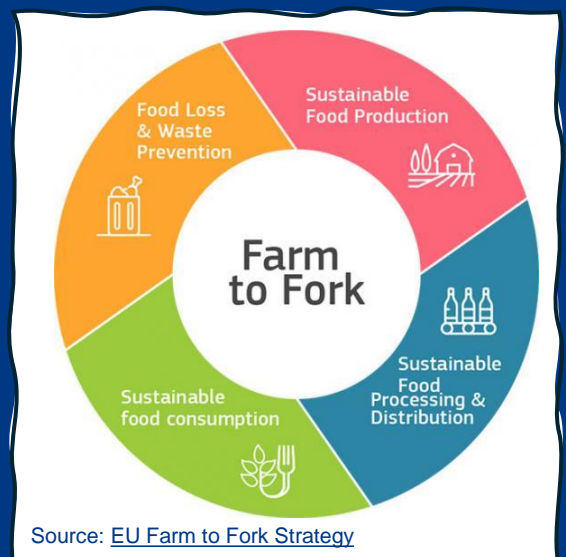 Food Loss
& Waste
Prevention
Sustainable
Food Production
Farm
to Fork
Sustainable
Food
Processing &
Distribution
Sustainable
food consumption
Source: EU Farm to Fork Strategy